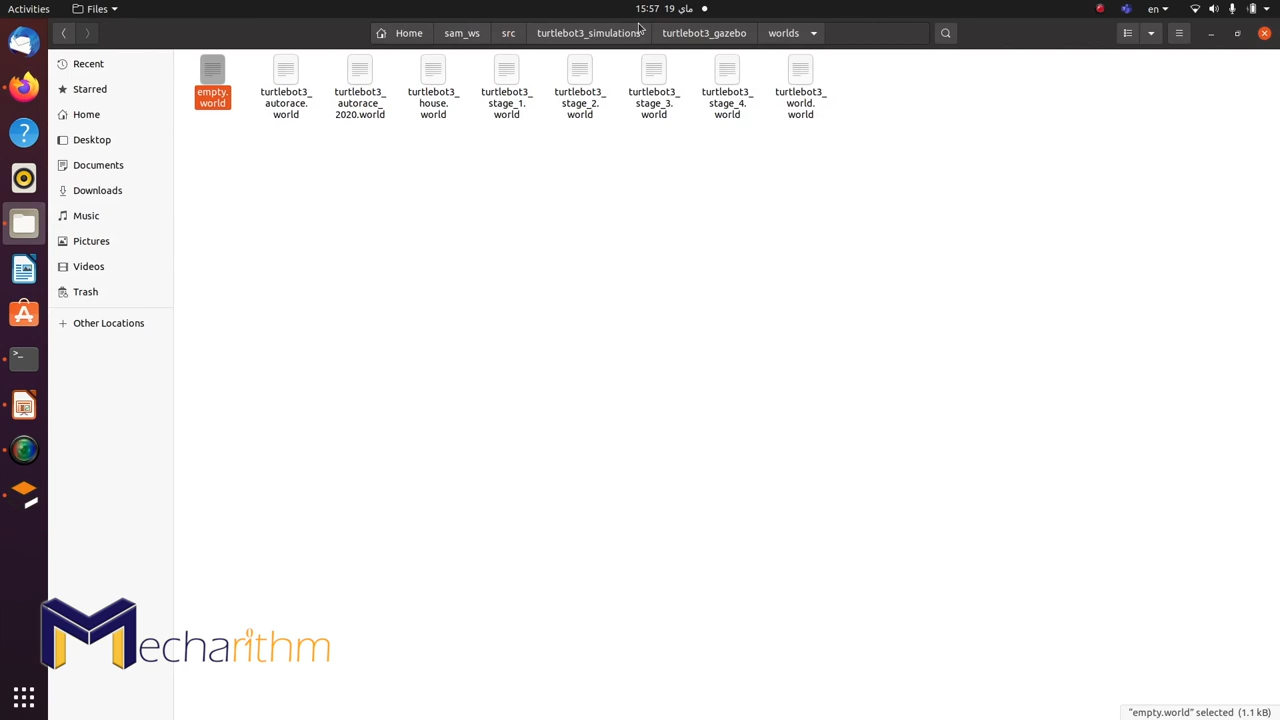 Activities
Files
15:57 19 ماي
en
Home
sam_ws
src
turtlebot3_simulations
turtlebot3_gazebo
worlds
Recent
Starred
Home
Desktop
Documents
Downloads
Music
Pictures
Videos
Trash
Other Locations
empty.
world
turtlebot3_
autorace.
world
turtlebot3_
autorace_
2020.world
turtlebot3_
house.
world
turtlebot3_
stage_1.
world
turtlebot3_
stage_2.
world
turtlebot3_
stage_3.
world
turtlebot3_
stage_4.
world
turtlebot3_
world.
world
Mecharithm
"empty.world" selected (1.1 kB)